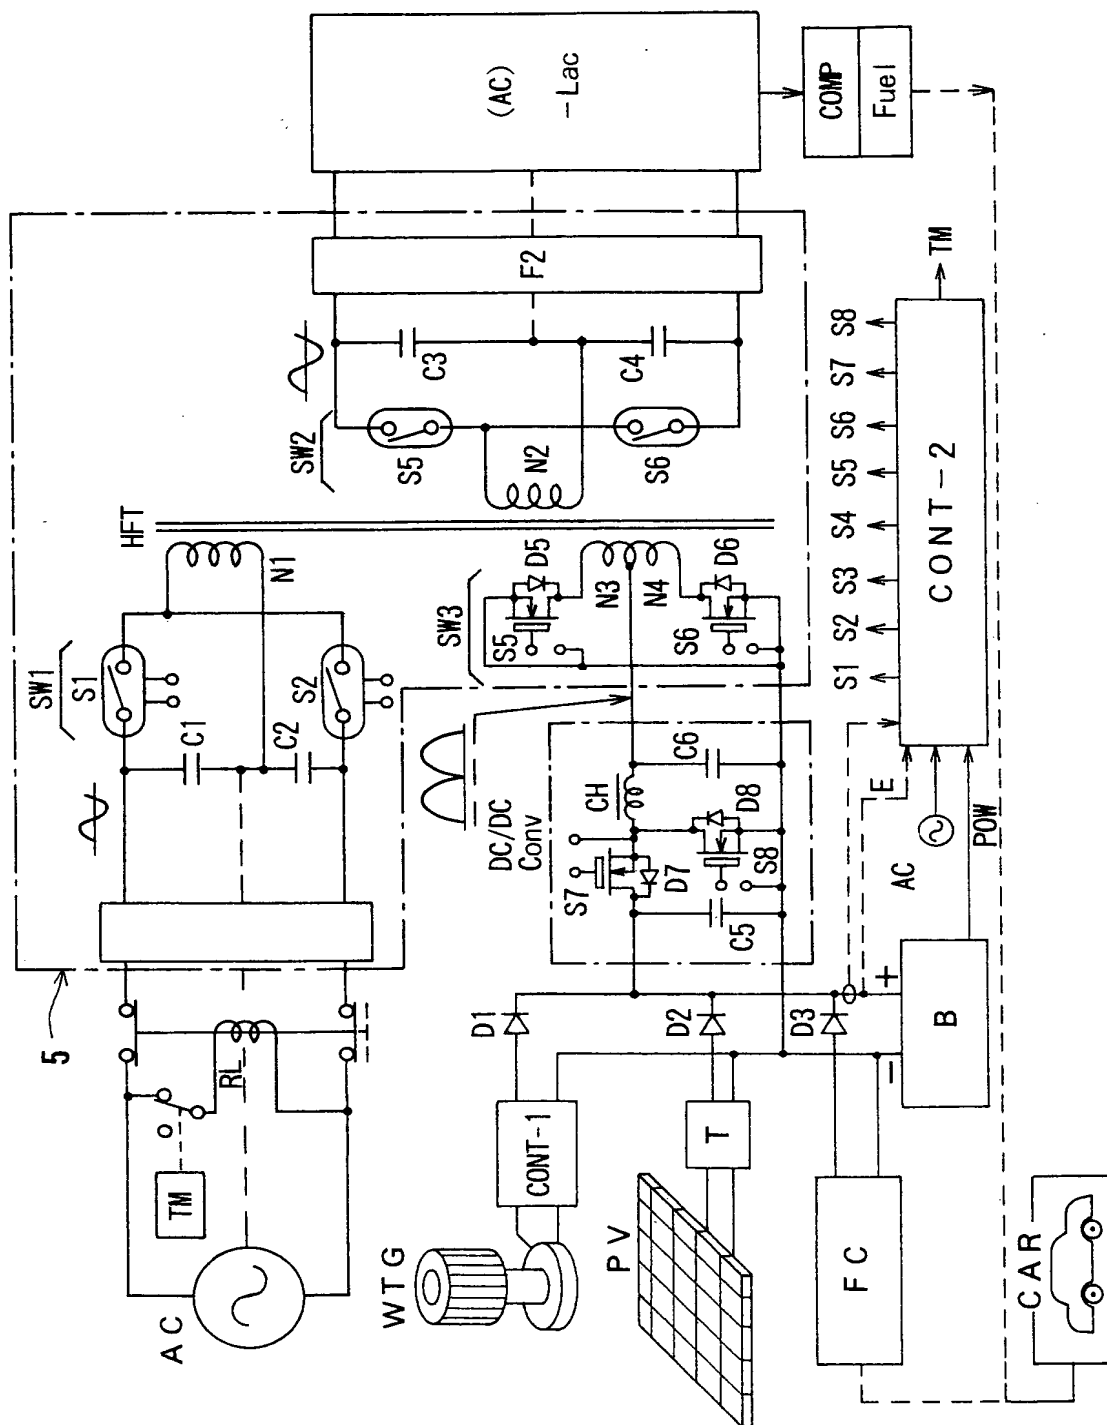 AC
TM
RL
5
SW1
S1
S2
C1
C2
N1
HFT
SW2
S5
S6
N2
C3
C4
F2
(AC)
-Lac
COMP
Fuel
WTG
CONT-1
D1
PV
T
D2
FC
D3
CAR
B
+
−
DC/DC
Conv
S7
D7
C5
S8
D8
CH
C6
SW3
S5
D5
N3
N4
S6
D6
E
AC
POW
CONT-2
S1
S2
S3
S4
S5
S6
S7
S8
TM